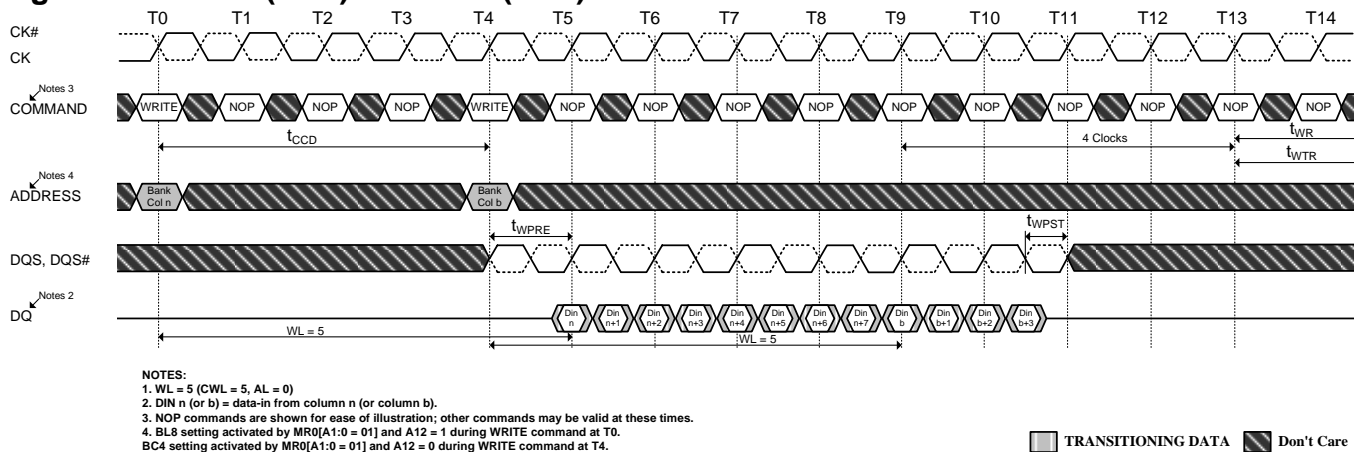 T0 T1 T2 T3 T4 T5 T6 T7 T8 T9 T10 T11 T12 T13 T14
CK#
CK
Notes 3
COMMAND
WRITE NOP NOP NOP WRITE NOP NOP NOP NOP NOP NOP NOP NOP NOP NOP
tCCD
4 Clocks
tWR
tWTR
Notes 4
ADDRESS
Bank
Col n
Bank
Col b
tWPRE
tWPST
DQS, DQS#
Notes 2
DQ
Din
n
Din
n+1
Din
n+2
Din
n+3
Din
n+4
Din
n+5
Din
n+6
Din
n+7
Din
b
Din
b+1
Din
b+2
Din
b+3
WL = 5
WL = 5
NOTES:
1. WL = 5 (CWL = 5, AL = 0)
2. DIN n (or b) = data-in from column n (or column b).
3. NOP commands are shown for ease of illustration; other commands may be valid at these times.
4. BL8 setting activated by MR0[A1:0 = 01] and A12 = 1 during WRITE command at T0.
BC4 setting activated by MR0[A1:0 = 01] and A12 = 0 during WRITE command at T4.
TRANSITIONING DATA
Don't Care